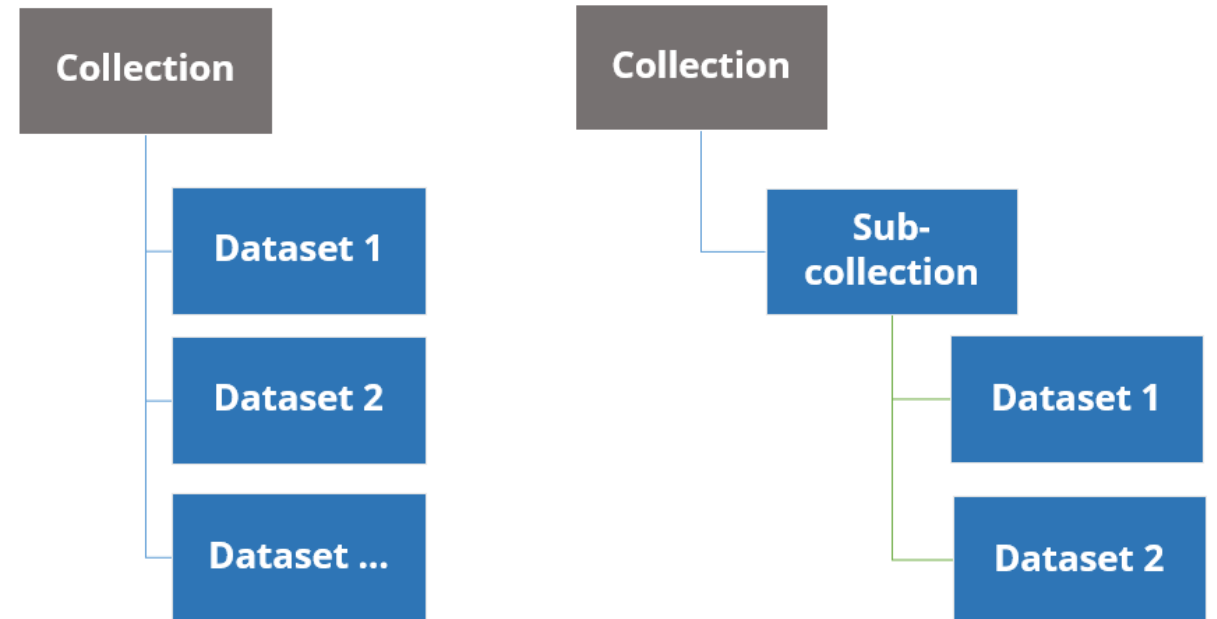 Collection
Dataset 1
Dataset 2
Dataset ...
Collection
Sub-
collection
Dataset 1
Dataset 2